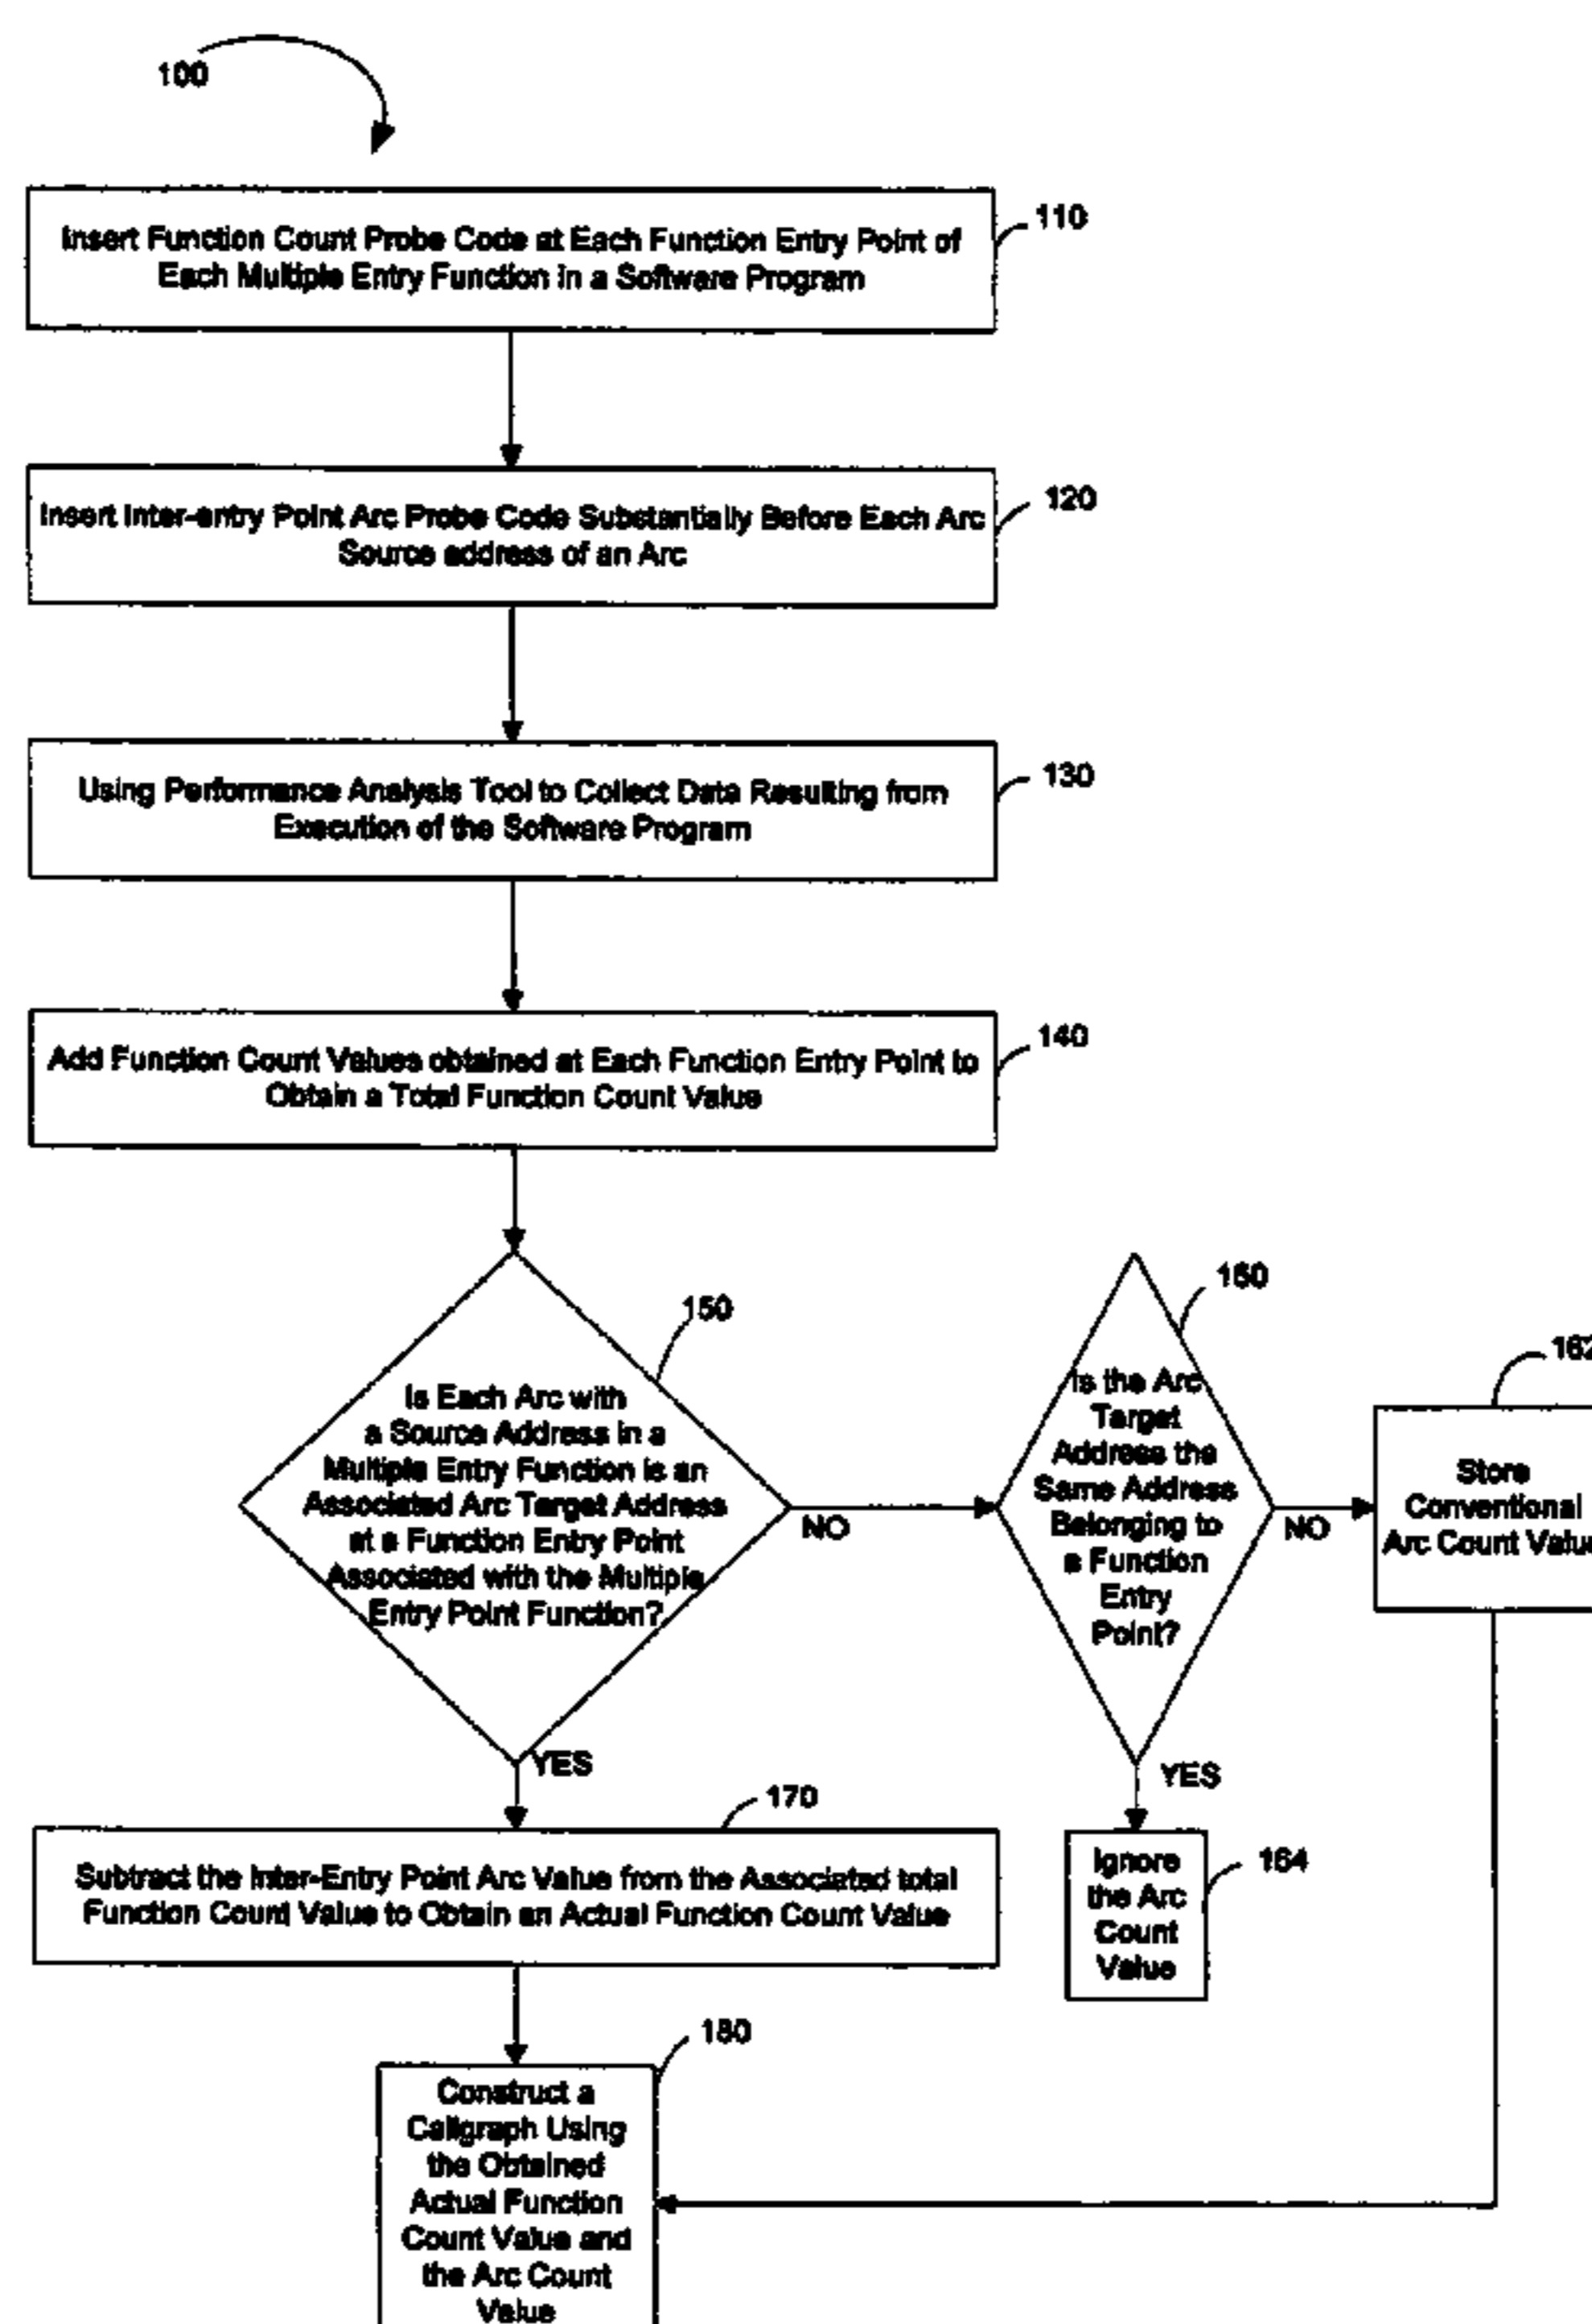 100
Insert Function Count Probe Code at Each Function Entry Point of
Each Multiple Entry Function in a Software Program
110
Insert Inter-entry Point Arc Probe Code Substantially Before Each Arc
Source address of an Arc
120
Using Performance Analysis Tool to Collect Data Resulting from
Execution of the Software Program
130
Add Function Count Values obtained at Each Function Entry Point to
Obtain a Total Function Count Value
140
150
Is Each Arc with
a Source Address in a
Multiple Entry Function is an
Associated Arc Target Address
at a Function Entry Point
Associated with the Multiple
Entry Point Function?
NO
YES
160
Is the Arc
Target
Address the
Same Address
Belonging to
a Function
Entry
Point?
NO
YES
162
Store
Conventional
Arc Count Value
164
Ignore
the Arc
Count
Value
170
Subtract the Inter-Entry Point Arc Value from the Associated total
Function Count Value to Obtain an Actual Function Count Value
180
Construct a
Callgraph Using
the Obtained
Actual Function
Count Value and
the Arc Count
Value